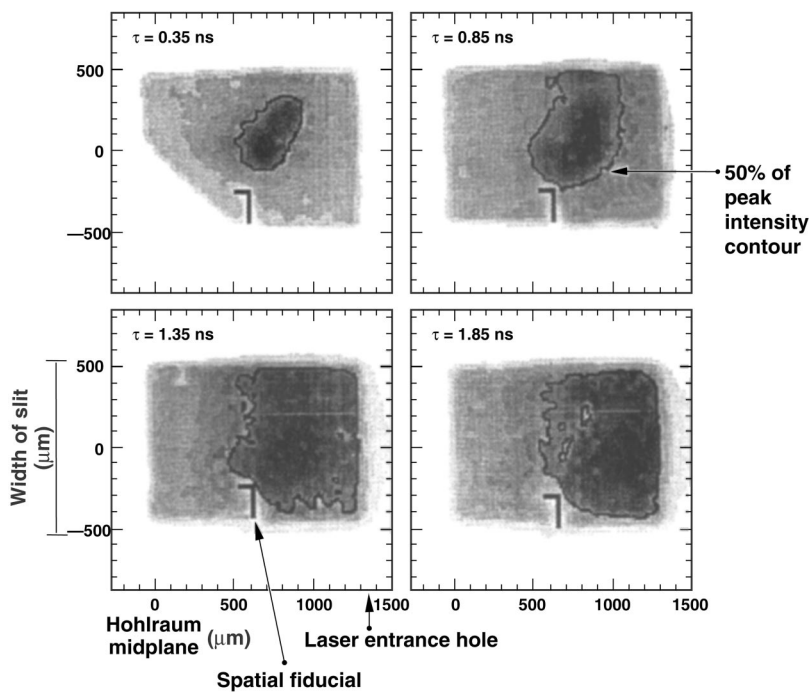 τ = 0.35 ns
τ = 0.85 ns
500
0
—500
50% of
peak
intensity
contour
τ = 1.35 ns
τ = 1.85 ns
Width of slit
(μm)
500
0
—500
0 500 1000 1500
0 500 1000 1500
Hohlraum
midplane
(μm)
Laser entrance hole
Spatial fiducial